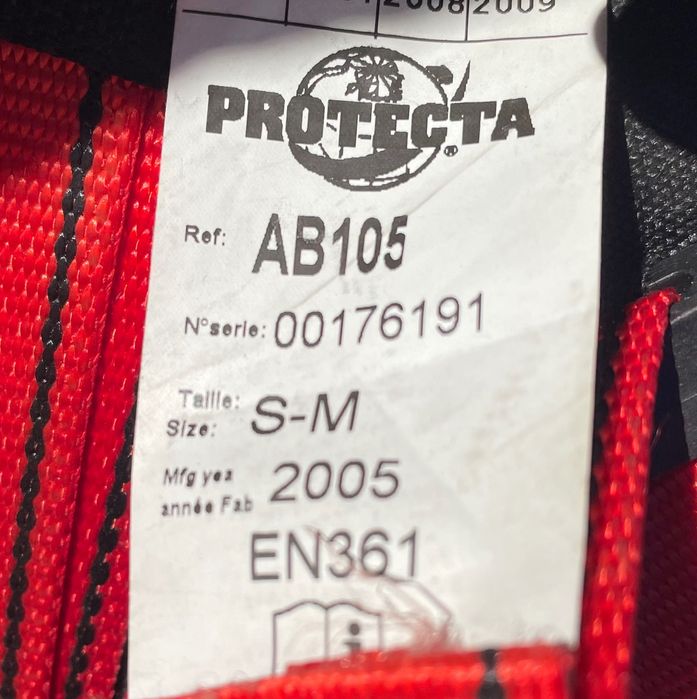 2008 2009
PROTECTA
®
Ref: AB105
N°serie: 00176191
Taille:
Size: S-M
Mfg yea
année Fab 2005
EN361
i